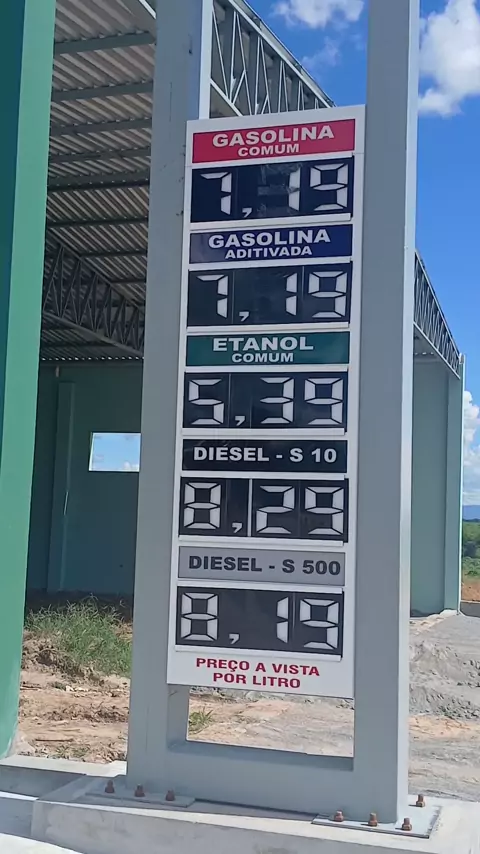 GASOLINA
COMUM
7,19
GASOLINA
ADITIVADA
7,19
ETANOL
COMUM
5,39
DIESEL - S 10
8,29
DIESEL - S 500
8,19
PREÇO A VISTA
POR LITRO